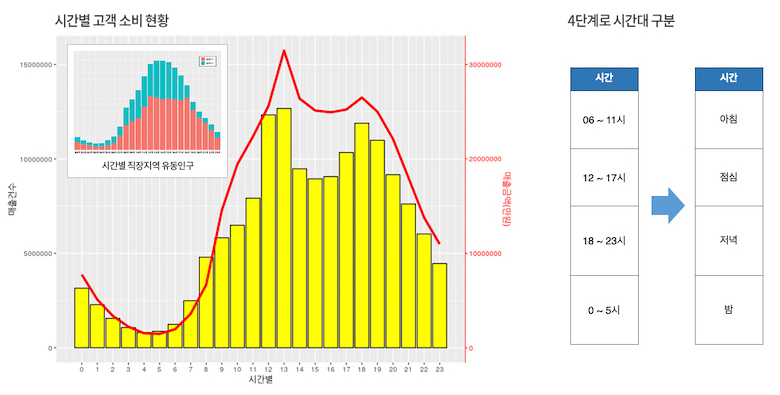 시간별 고객 소비 현황
4단계로 시간대 구분
15000000
10000000
5000000
0
매출건수
30000000
20000000
10000000
0
매출금액(만원)
시간별 직장지역 유동인구
0 1 2 3 4 5 6 7 8 9 10 11 12 13 14 15 16 17 18 19 20 21 22 23
시간별
시간
06 ~ 11시
12 ~ 17시
18 ~ 23시
0 ~ 5시
시간
아침
점심
저녁
밤